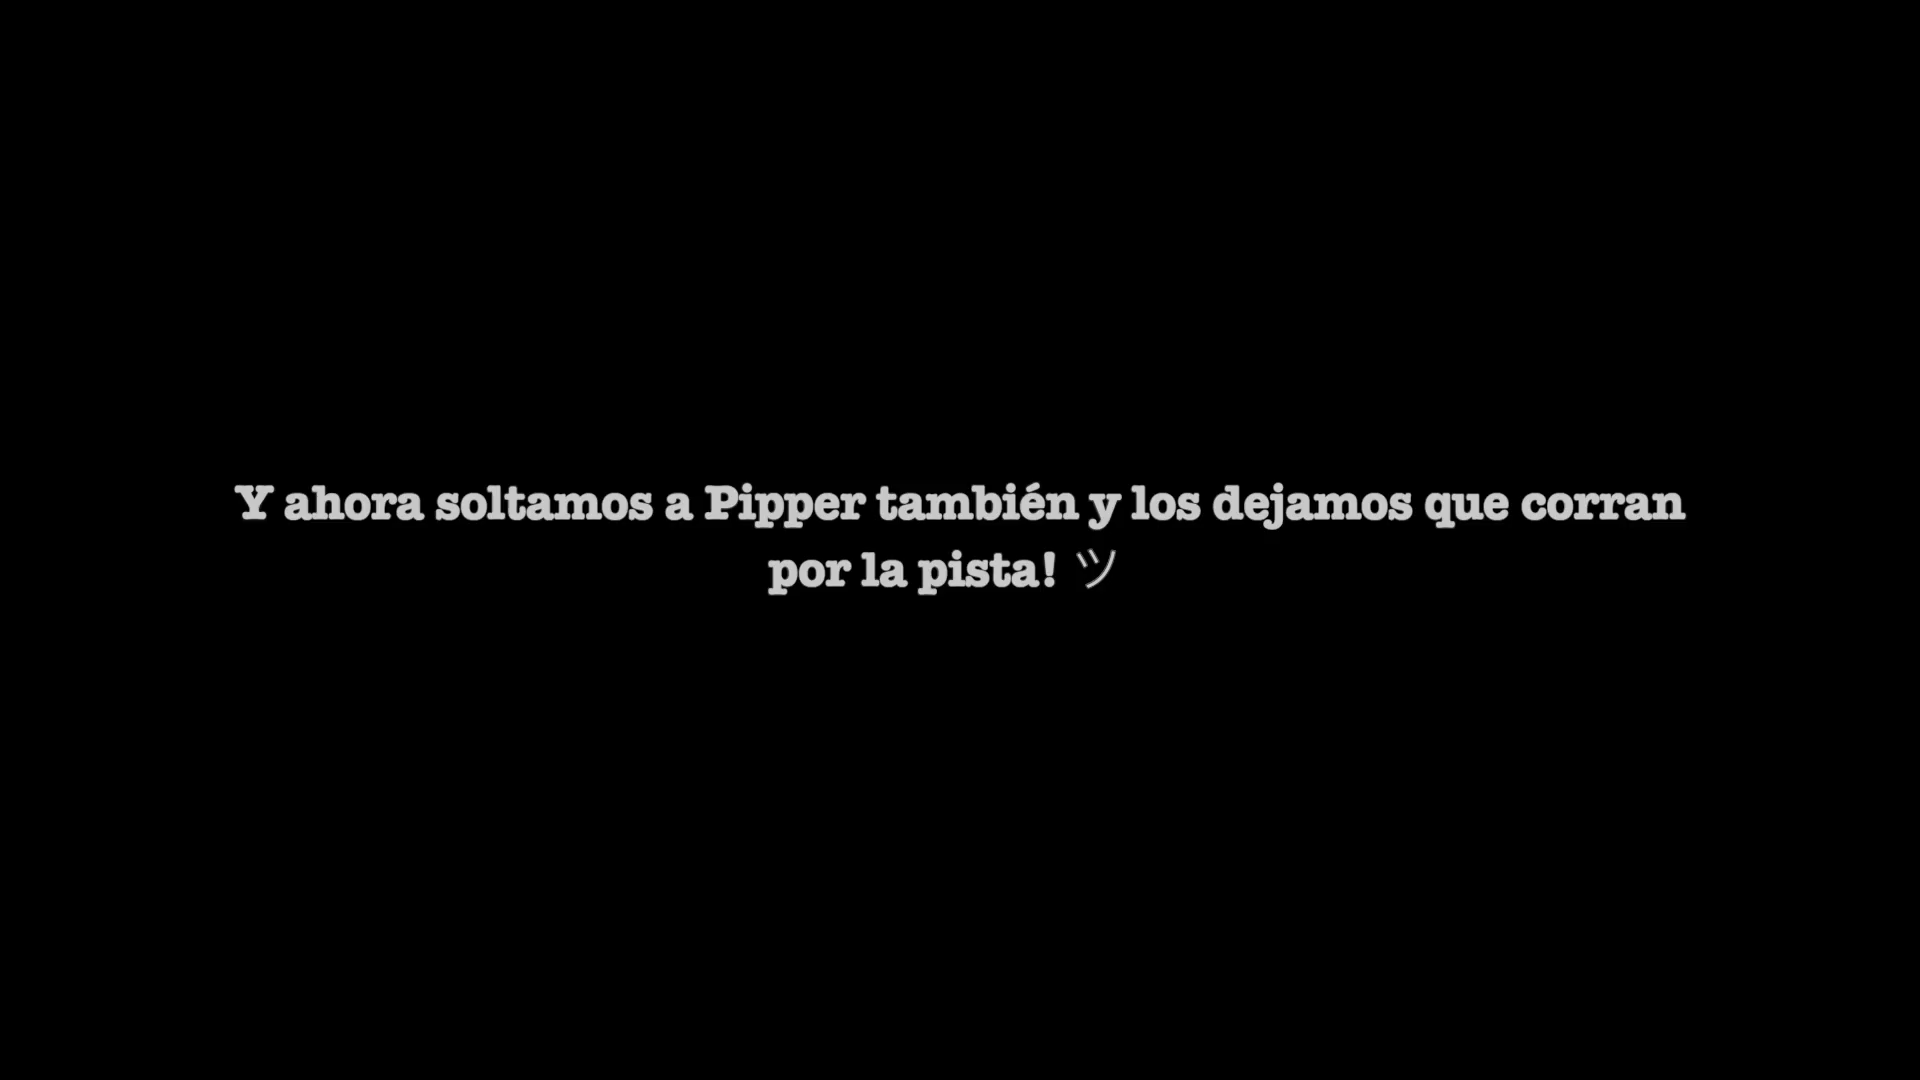 Y ahora soltamos a Pipper también y los dejamos que corran
por la pista! ツ